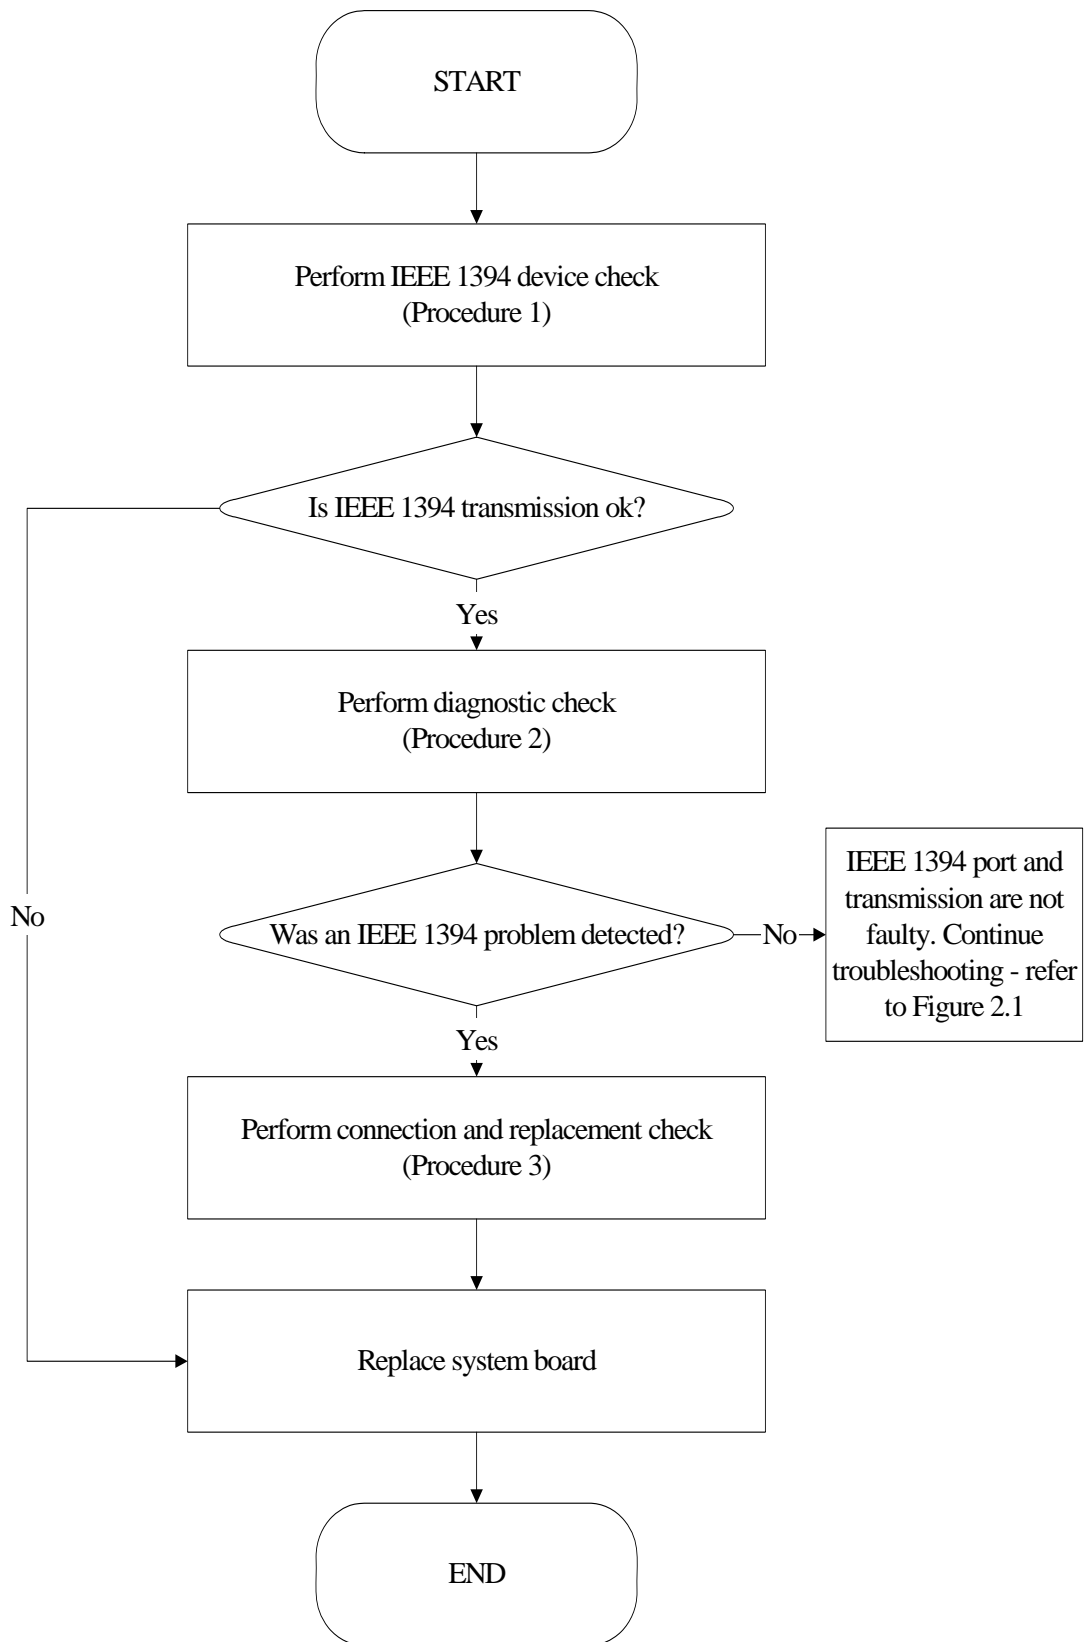 START
Perform IEEE 1394 device check
(Procedure 1)
Is IEEE 1394 transmission ok?
Yes
Perform diagnostic check
(Procedure 2)
No
Was an IEEE 1394 problem detected?
No
IEEE 1394 port and
transmission are not
faulty. Continue
troubleshooting - refer
to Figure 2.1
Yes
Perform connection and replacement check
(Procedure 3)
Replace system board
END